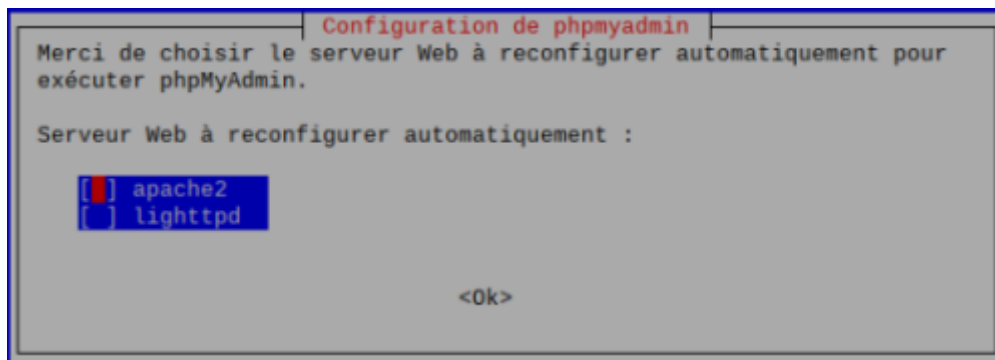 Configuration de phpmyadmin
Merci de choisir le serveur Web à reconfigurer automatiquement pour
exécuter phpMyAdmin.
Serveur Web à reconfigurer automatiquement :
[ ] apache2
[ ] lighttpd
<Ok>